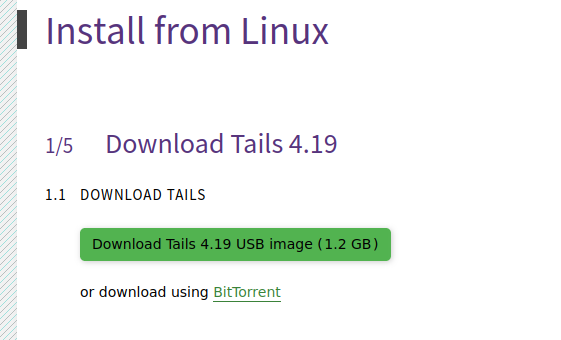 Install from Linux
1/5 Download Tails 4.19
1.1 DOWNLOAD TAILS
Download Tails 4.19 USB image (1.2 GB)
or download using BitTorrent